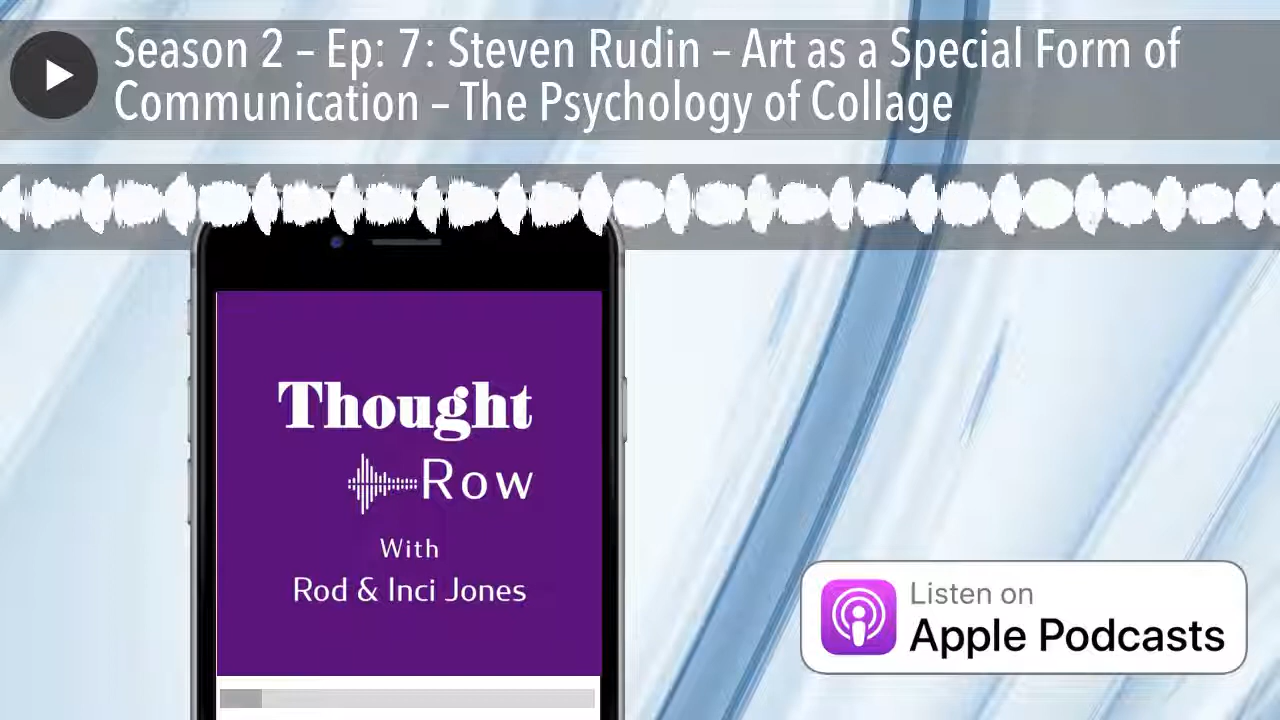 Season 2 – Ep: 7: Steven Rudin – Art as a Special Form of
Communication – The Psychology of Collage
Thought
Row
With
Rod & Inci Jones
Listen on
Apple Podcasts